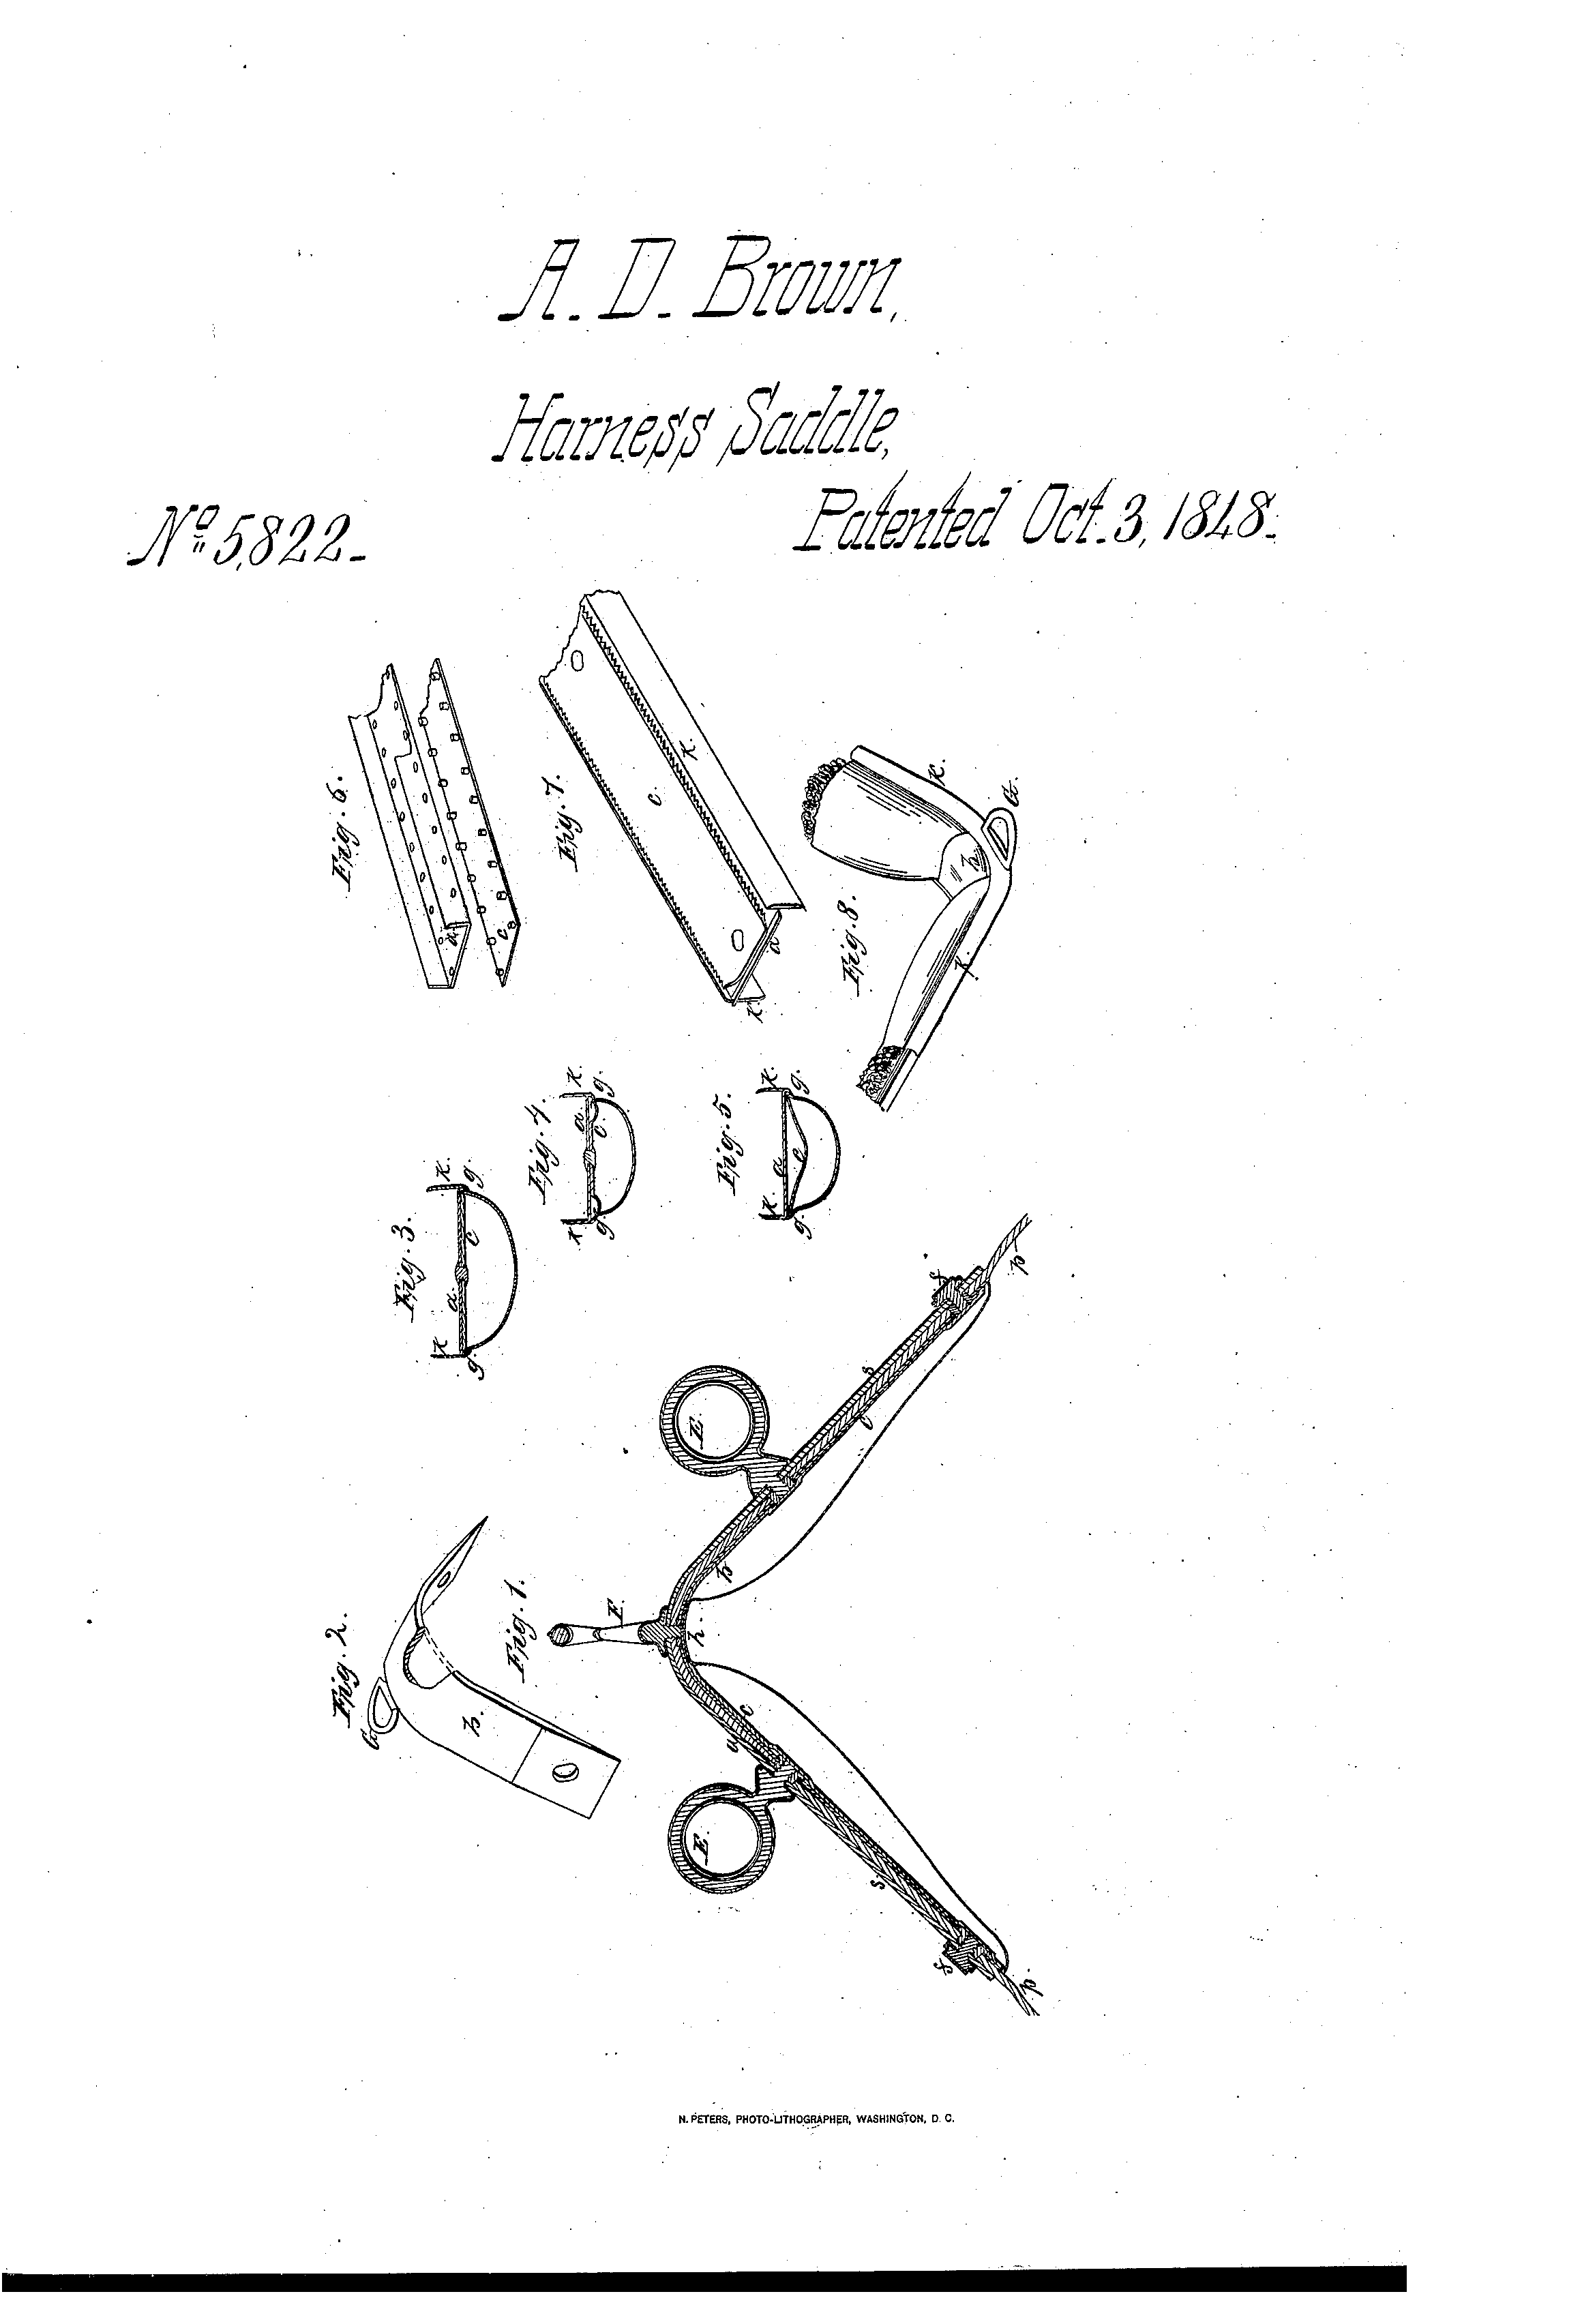 A. D. Brown,
Harness Saddle,
Nº 5,822.
Patented Oct. 3, 1848.
Fig. 6.
a
c
Fig. 7.
c.
K.
a
K
Fig. 8.
K.
G.
h
K
Fig. 3.
K.
g.
c
a
K
g.
Fig. 4.
K.
g.
a
c
K
g.
Fig. 5.
K.
g.
a
e
K
g.
Fig. 2.
G
h.
Fig. 1.
E.
E
E.
f
p
s
c
h.
c
a
s
f
p.
N. PETERS, PHOTO-LITHOGRAPHER, WASHINGTON, D. C.